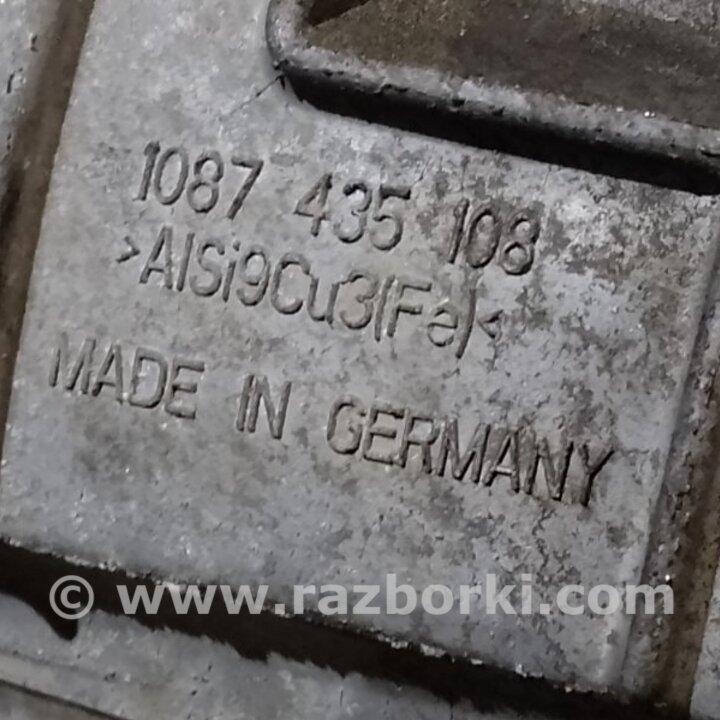 1087 435 108
>AlSi9Cu3(Fe)<
MADE IN GERMANY
© www.razborki.com